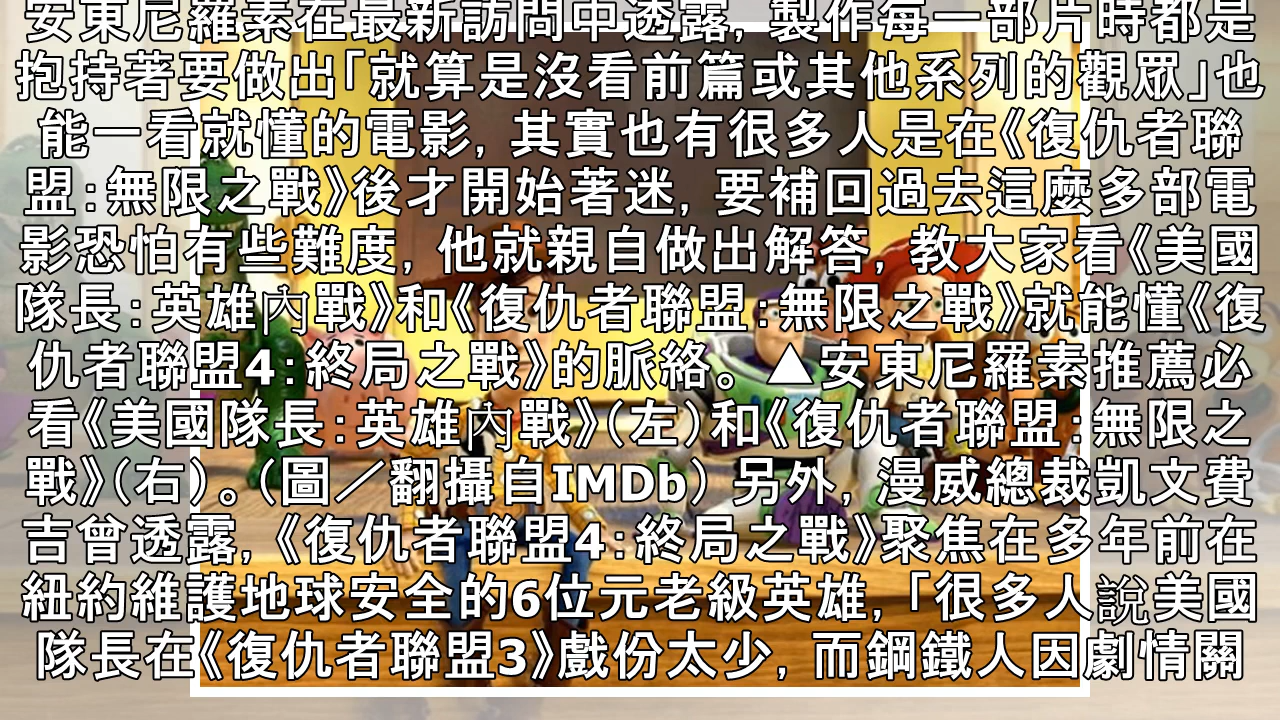 安東尼羅素在最新訪問中透露，製作每一部片時都是
抱持著要做出「就算是沒看前篇或其他系列的觀眾」也
能一看就懂的電影，其實也有很多人是在《復仇者聯
盟：無限之戰》後才開始著迷，要補回過去這麼多部電
影恐怕有些難度，他就親自做出解答，教大家看《美國
隊長：英雄內戰》和《復仇者聯盟：無限之戰》就能懂《復
仇者聯盟4：終局之戰》的脈絡。▲安東尼羅素推薦必
看《美國隊長：英雄內戰》（左）和《復仇者聯盟：無限之
戰》（右）。（圖／翻攝自IMDb） 另外，漫威總裁凱文費
吉曾透露，《復仇者聯盟4：終局之戰》聚焦在多年前在
紐約維護地球安全的6位元老級英雄，「很多人說美國
隊長在《復仇者聯盟3》戲份太少，而鋼鐵人因劇情關